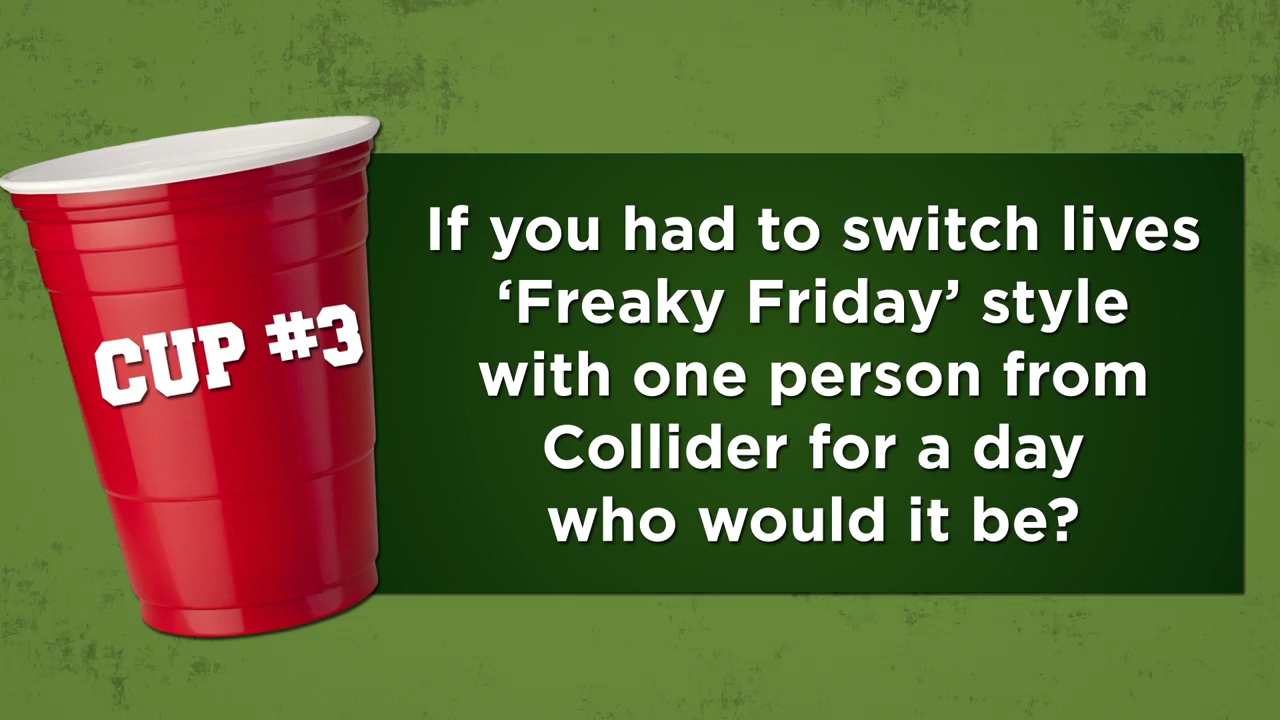 CUP #3
If you had to switch lives
‘Freaky Friday’ style
with one person from
Collider for a day
who would it be?